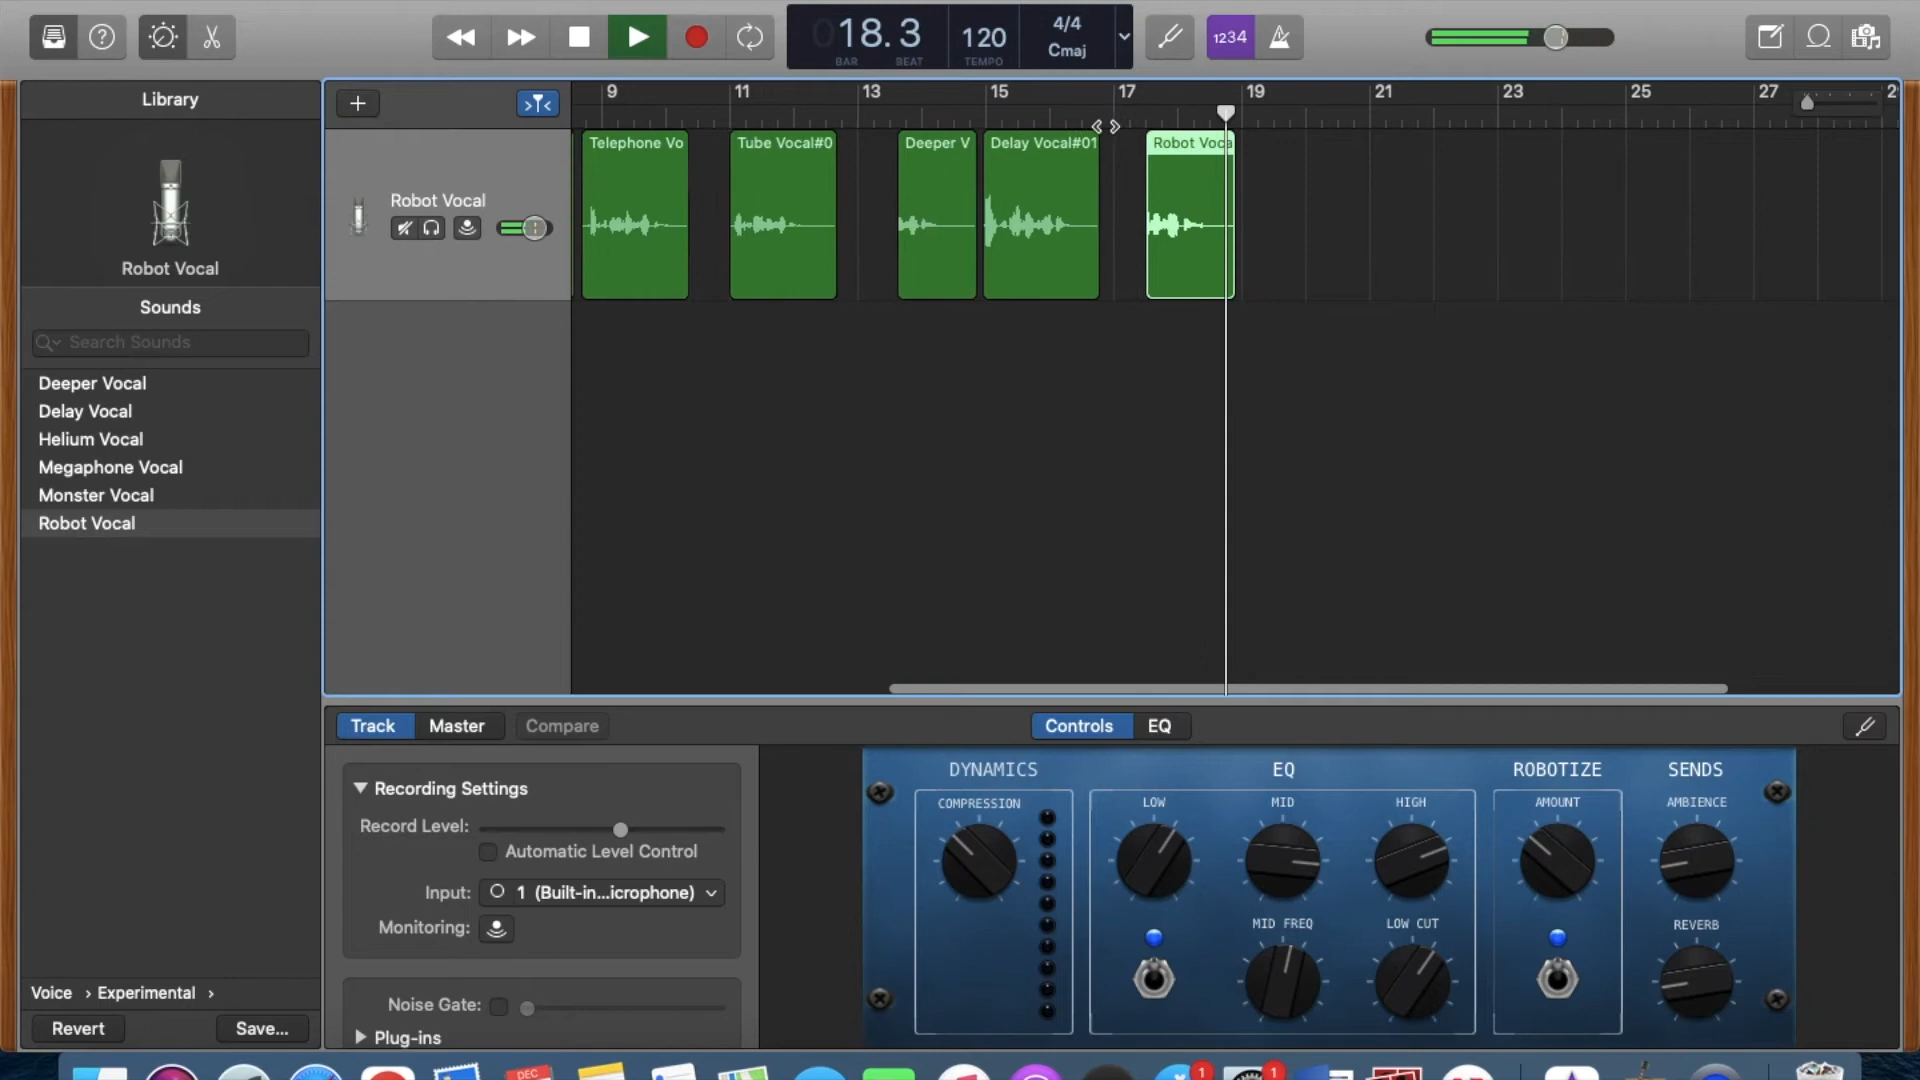 18.3
BAR
BEAT
120
TEMPO
4/4
Cmaj
1234
Library
Robot Vocal
Sounds
Search Sounds
Deeper Vocal
Delay Vocal
Helium Vocal
Megaphone Vocal
Monster Vocal
Robot Vocal
Voice > Experimental >
Revert
Save...
9 11 13 15 17 19 21 23 25 27
Robot Vocal
Telephone Vo
Tube Vocal#0
Deeper V
Delay Vocal#01
Robot Voca
Track
Master
Compare
Controls
EQ
Recording Settings
Record Level:
Automatic Level Control
Input: 1 (Built-in...icrophone)
Monitoring:
Noise Gate:
Plug-ins
DYNAMICS
COMPRESSION
EQ
LOW
MID
HIGH
MID FREQ
LOW CUT
ROBOTIZE
AMOUNT
SENDS
AMBIENCE
REVERB
DEC
1
1